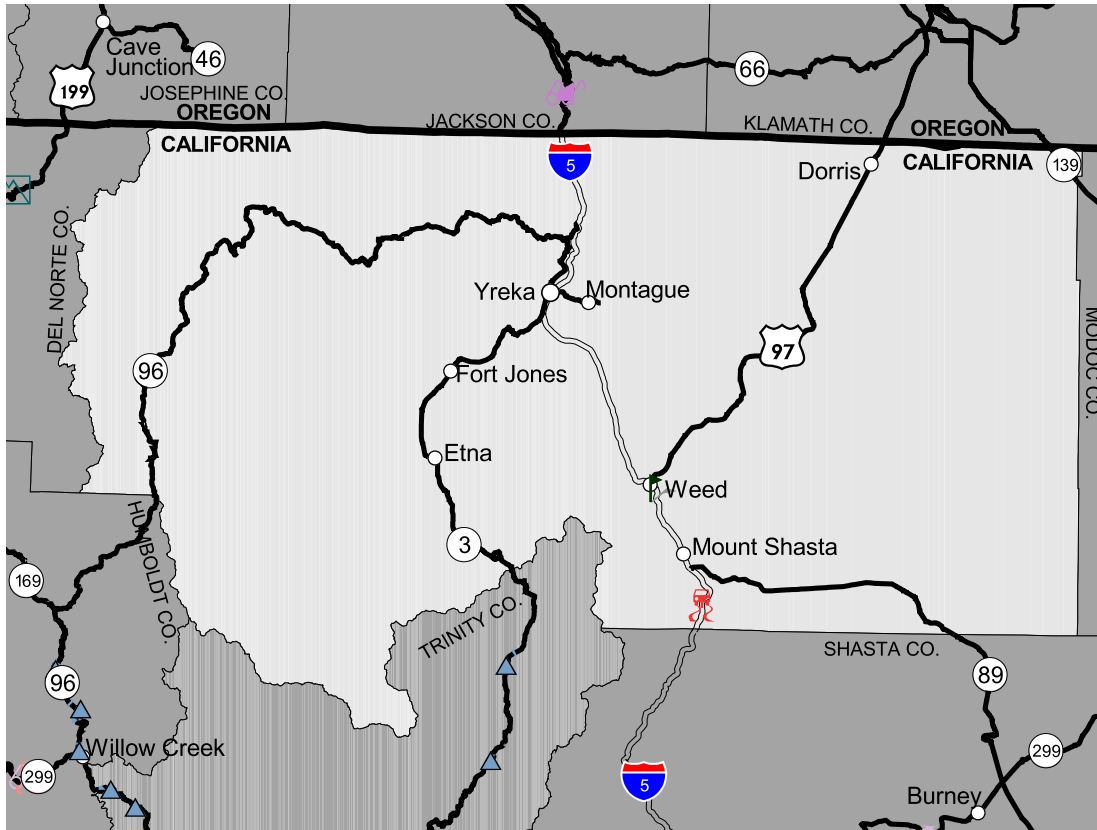 Cave
Junction
46
199
JOSEPHINE CO.
OREGON
CALIFORNIA
66
JACKSON CO.
KLAMATH CO.
OREGON
CALIFORNIA
5
139
Dorris
DEL NORTE CO.
Yreka
Montague
MODOC CO.
97
96
Fort Jones
Etna
Weed
3
Mount Shasta
HUMBOLDT CO.
169
TRINITY CO.
SHASTA CO.
96
89
Willow Creek
299
299
5
Burney